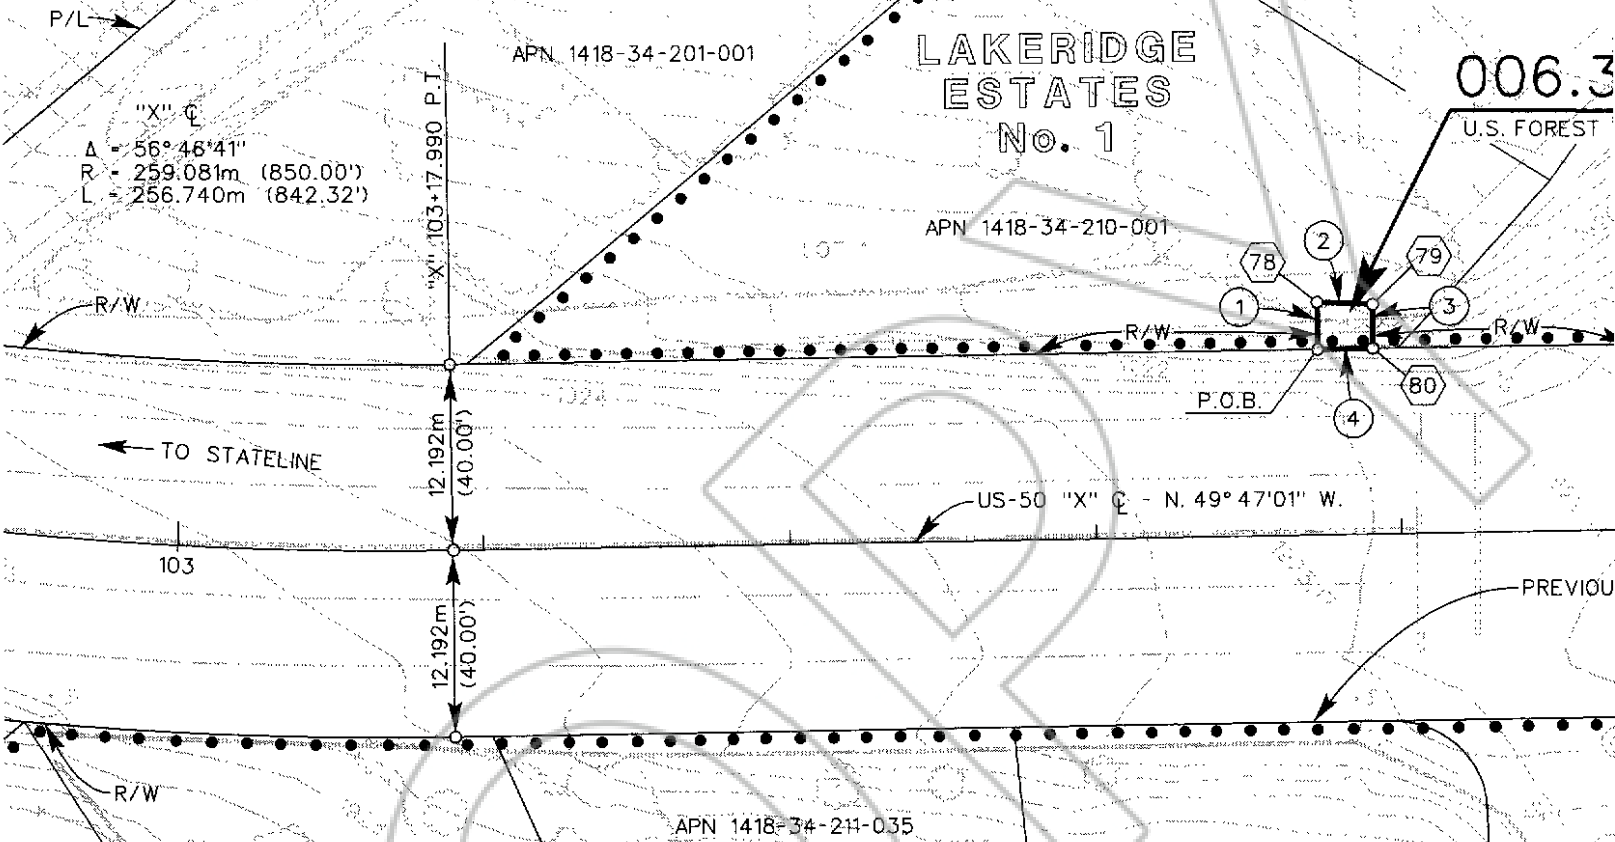 P/L
APN 1418-34-201-001
LAKERIDGE
ESTATES
No. 1
006.3
U.S. FOREST
"X" ℄
Δ = 56°46'41"
R = 259.081m (850.00')
L = 256.740m (842.32')
"X" 103+17.990 P.T.
APN 1418-34-210-001
LOT
78
2
79
1
3
R/W
R/W
R/W
80
P.O.B.
4
12.192m
(40.00')
TO STATELINE
US-50 "X" ℄ - N. 49°47'01" W.
103
12.192m
(40.00')
PREVIOU
R/W
APN 1418-34-211-035